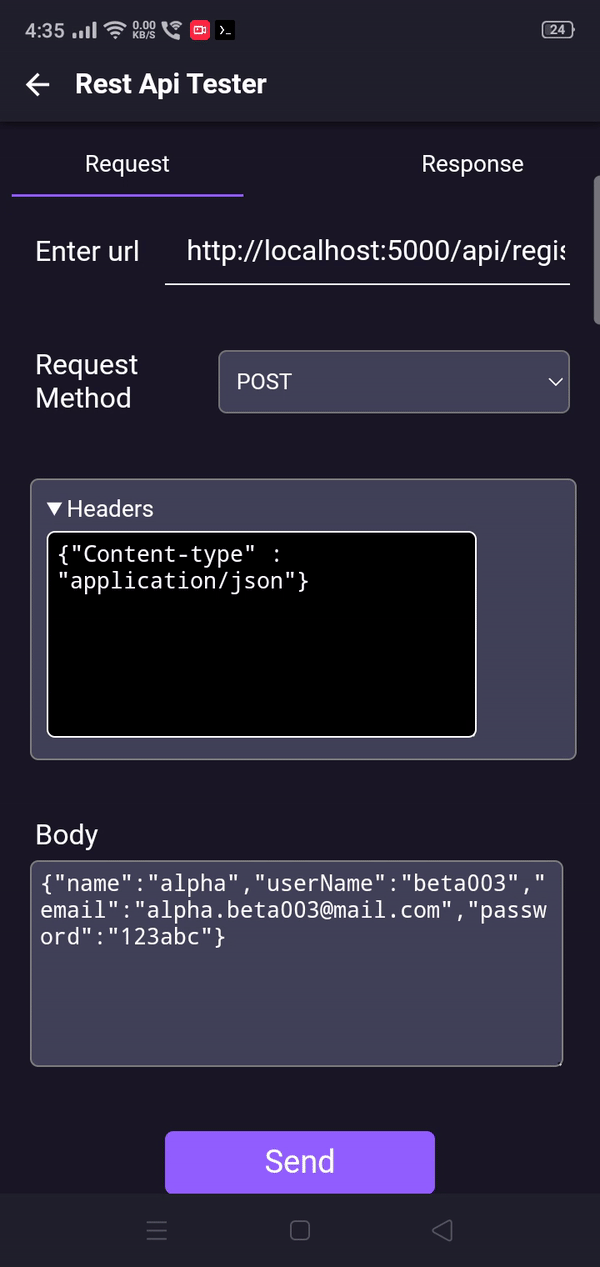 4:35 0.00 KB/S 24
Rest Api Tester
Request Response
Enter url http://localhost:5000/api/regis
Request
Method
POST
▼ Headers
{"Content-type" :
"application/json"}
Body
{"name":"alpha","userName":"beta003","
email":"alpha.beta003@mail.com","passw
ord":"123abc"}
Send